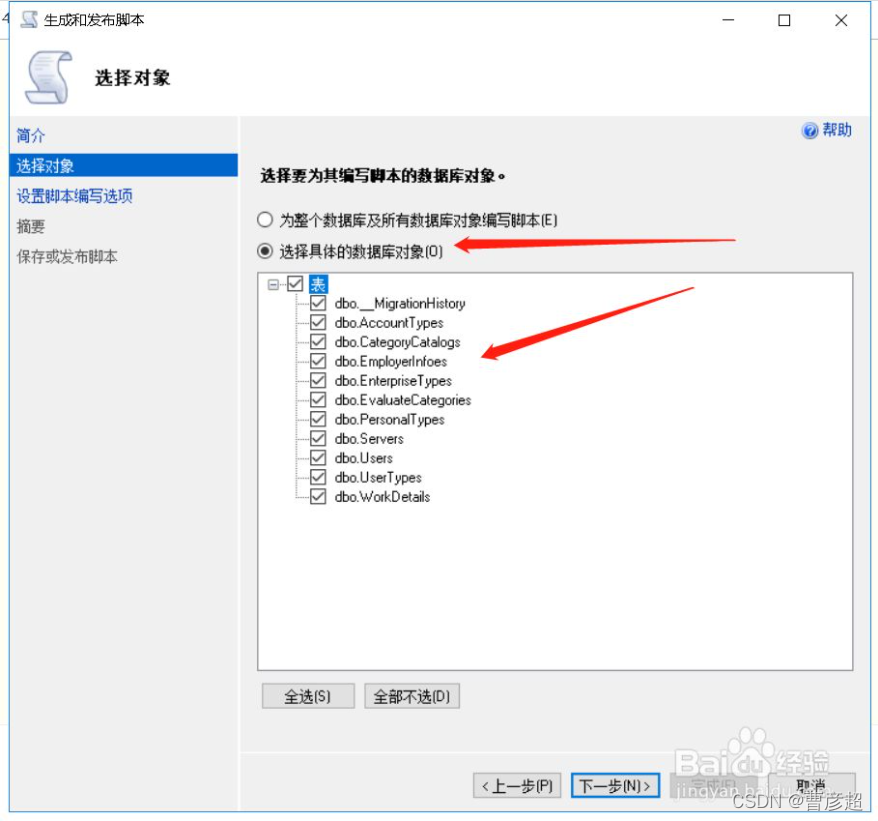 生成和发布脚本
选择对象
帮助
简介
选择对象
设置脚本编写选项
摘要
保存或发布脚本
选择要为其编写脚本的数据库对象。
为整个数据库及所有数据库对象编写脚本(E)
选择具体的数据库对象(O)
表
dbo.__MigrationHistory
dbo.AccountTypes
dbo.CategoryCatalogs
dbo.EmployerInfoes
dbo.EnterpriseTypes
dbo.EvaluateCategories
dbo.PersonalTypes
dbo.Servers
dbo.Users
dbo.UserTypes
dbo.WorkDetails
全选(S)
全部不选(D)
<上一步(P)
下一步(N)>
完成(F)
取消
Baidu经验
jingyan.baidu
CSDN @曹彦超